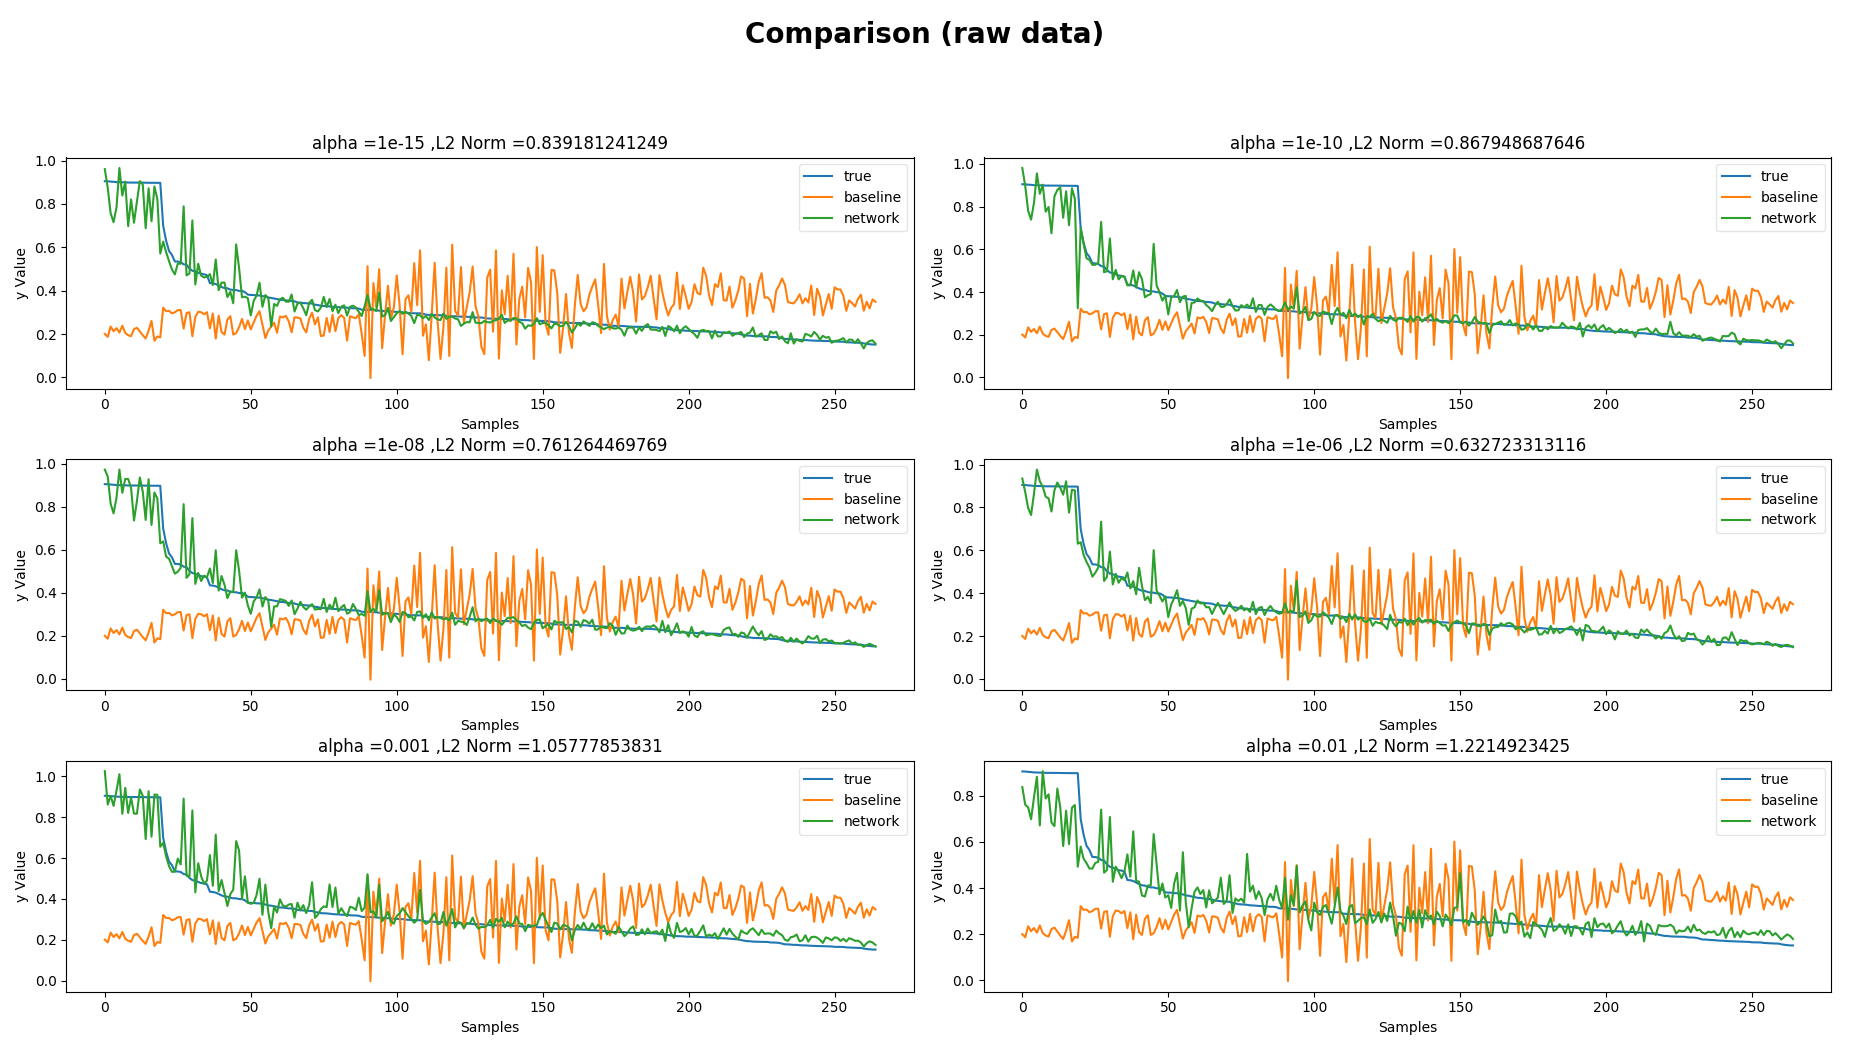 Comparison (raw data)
alpha =1e-15 ,L2 Norm =0.839181241249
y Value
1.0
0.8
0.6
0.4
0.2
0.0
true
baseline
network
0 50 100 150 200 250
Samples
alpha =1e-10 ,L2 Norm =0.867948687646
y Value
1.0
0.8
0.6
0.4
0.2
0.0
true
baseline
network
0 50 100 150 200 250
Samples
alpha =1e-08 ,L2 Norm =0.761264469769
y Value
1.0
0.8
0.6
0.4
0.2
0.0
true
baseline
network
0 50 100 150 200 250
Samples
alpha =1e-06 ,L2 Norm =0.632723313116
y Value
1.0
0.8
0.6
0.4
0.2
0.0
true
baseline
network
0 50 100 150 200 250
Samples
alpha =0.001 ,L2 Norm =1.05777853831
y Value
1.0
0.8
0.6
0.4
0.2
0.0
true
baseline
network
0 50 100 150 200 250
Samples
alpha =0.01 ,L2 Norm =1.2214923425
y Value
0.8
0.6
0.4
0.2
0.0
true
baseline
network
0 50 100 150 200 250
Samples